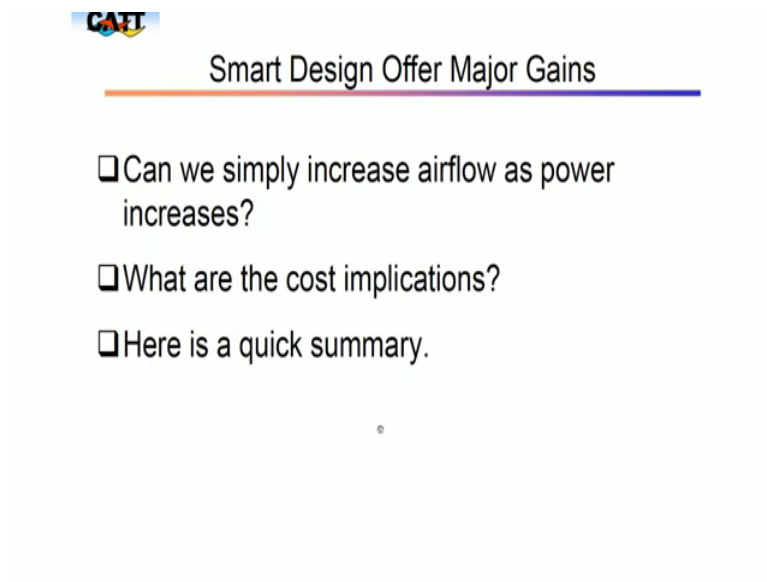 CATT
Smart Design Offer Major Gains
Can we simply increase airflow as power
increases?
What are the cost implications?
Here is a quick summary.